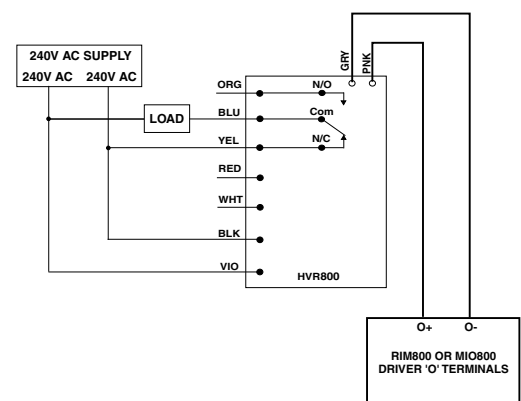 240V AC SUPPLY
240V AC 240V AC
GRY
PNK
ORG
N/O
LOAD
BLU
Com
YEL
N/C
RED
WHT
BLK
VIO
HVR800
O+ O-
RIM800 OR MIO800
DRIVER 'O' TERMINALS